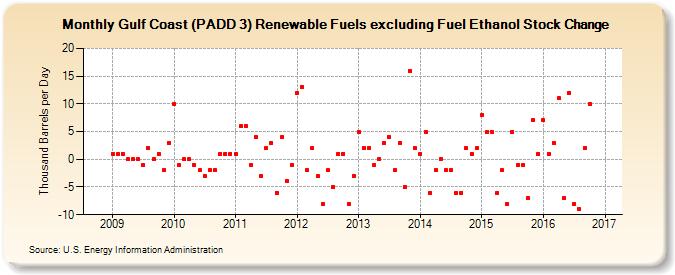 Monthly Gulf Coast (PADD 3) Renewable Fuels excluding Fuel Ethanol Stock Change
Thousand Barrels per Day
20
15
10
5
0
-5
-10
2009 2010 2011 2012 2013 2014 2015 2016 2017
Source: U.S. Energy Information Administration